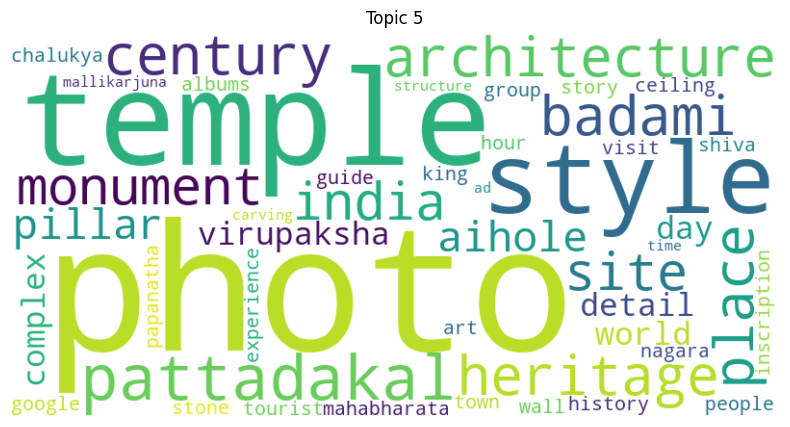 Topic 5
chalukya
century
architecture
mallikarjuna
albums
structure
group
story
ceiling
temple
badami
hour
visit
shiva
style
monument
guide
king
ad
india
carving
pillar
virupaksha
aihole
day
time
photo
place
complex
papanatha
experience
site
inscription
detail
art
world
nagara
pattadakal
heritage
google
stone
tourist
mahabharata
town
wall
history
people